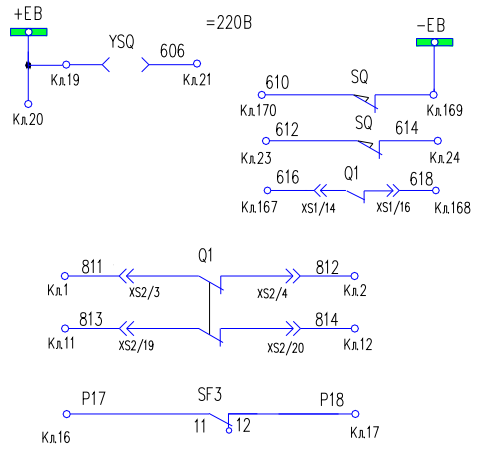 +ЕВ
=220В
−ЕВ
YSQ
606
Кл.19
Кл.21
Кл.20
610
SQ
Кл.170
Кл.169
612
SQ
614
Кл.23
Кл.24
616
Q1
618
Кл.167
XS1/14
XS1/16
Кл.168
Q1
811
812
Кл.1
XS2/3
XS2/4
Кл.2
813
814
Кл.11
XS2/19
XS2/20
Кл.12
SF3
P17
P18
11
12
Кл.16
Кл.17